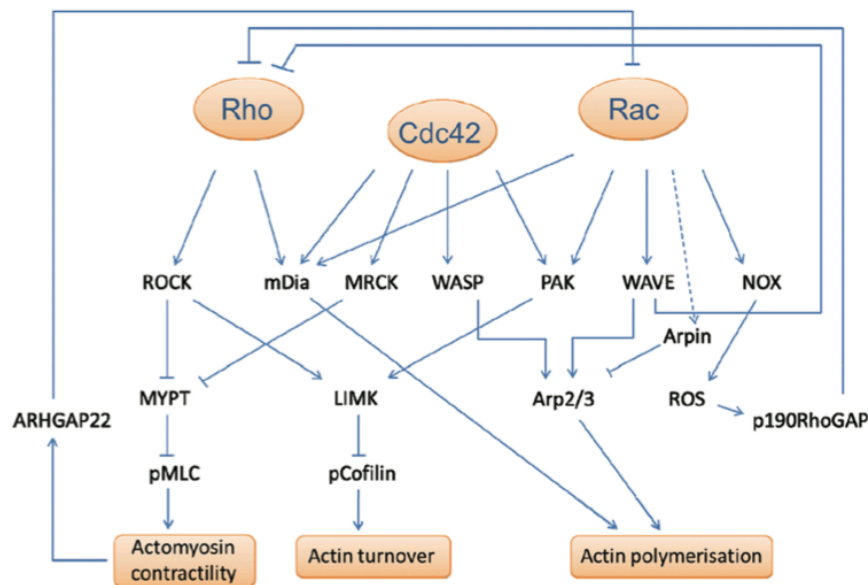 Rho
Cdc42
Rac
ROCK
mDia
MRCK
WASP
PAK
WAVE
NOX
Arpin
ARHGAP22
MYPT
LIMK
Arp2/3
ROS
p190RhoGAP
pMLC
pCofilin
Actomyosin
contractility
Actin turnover
Actin polymerisation